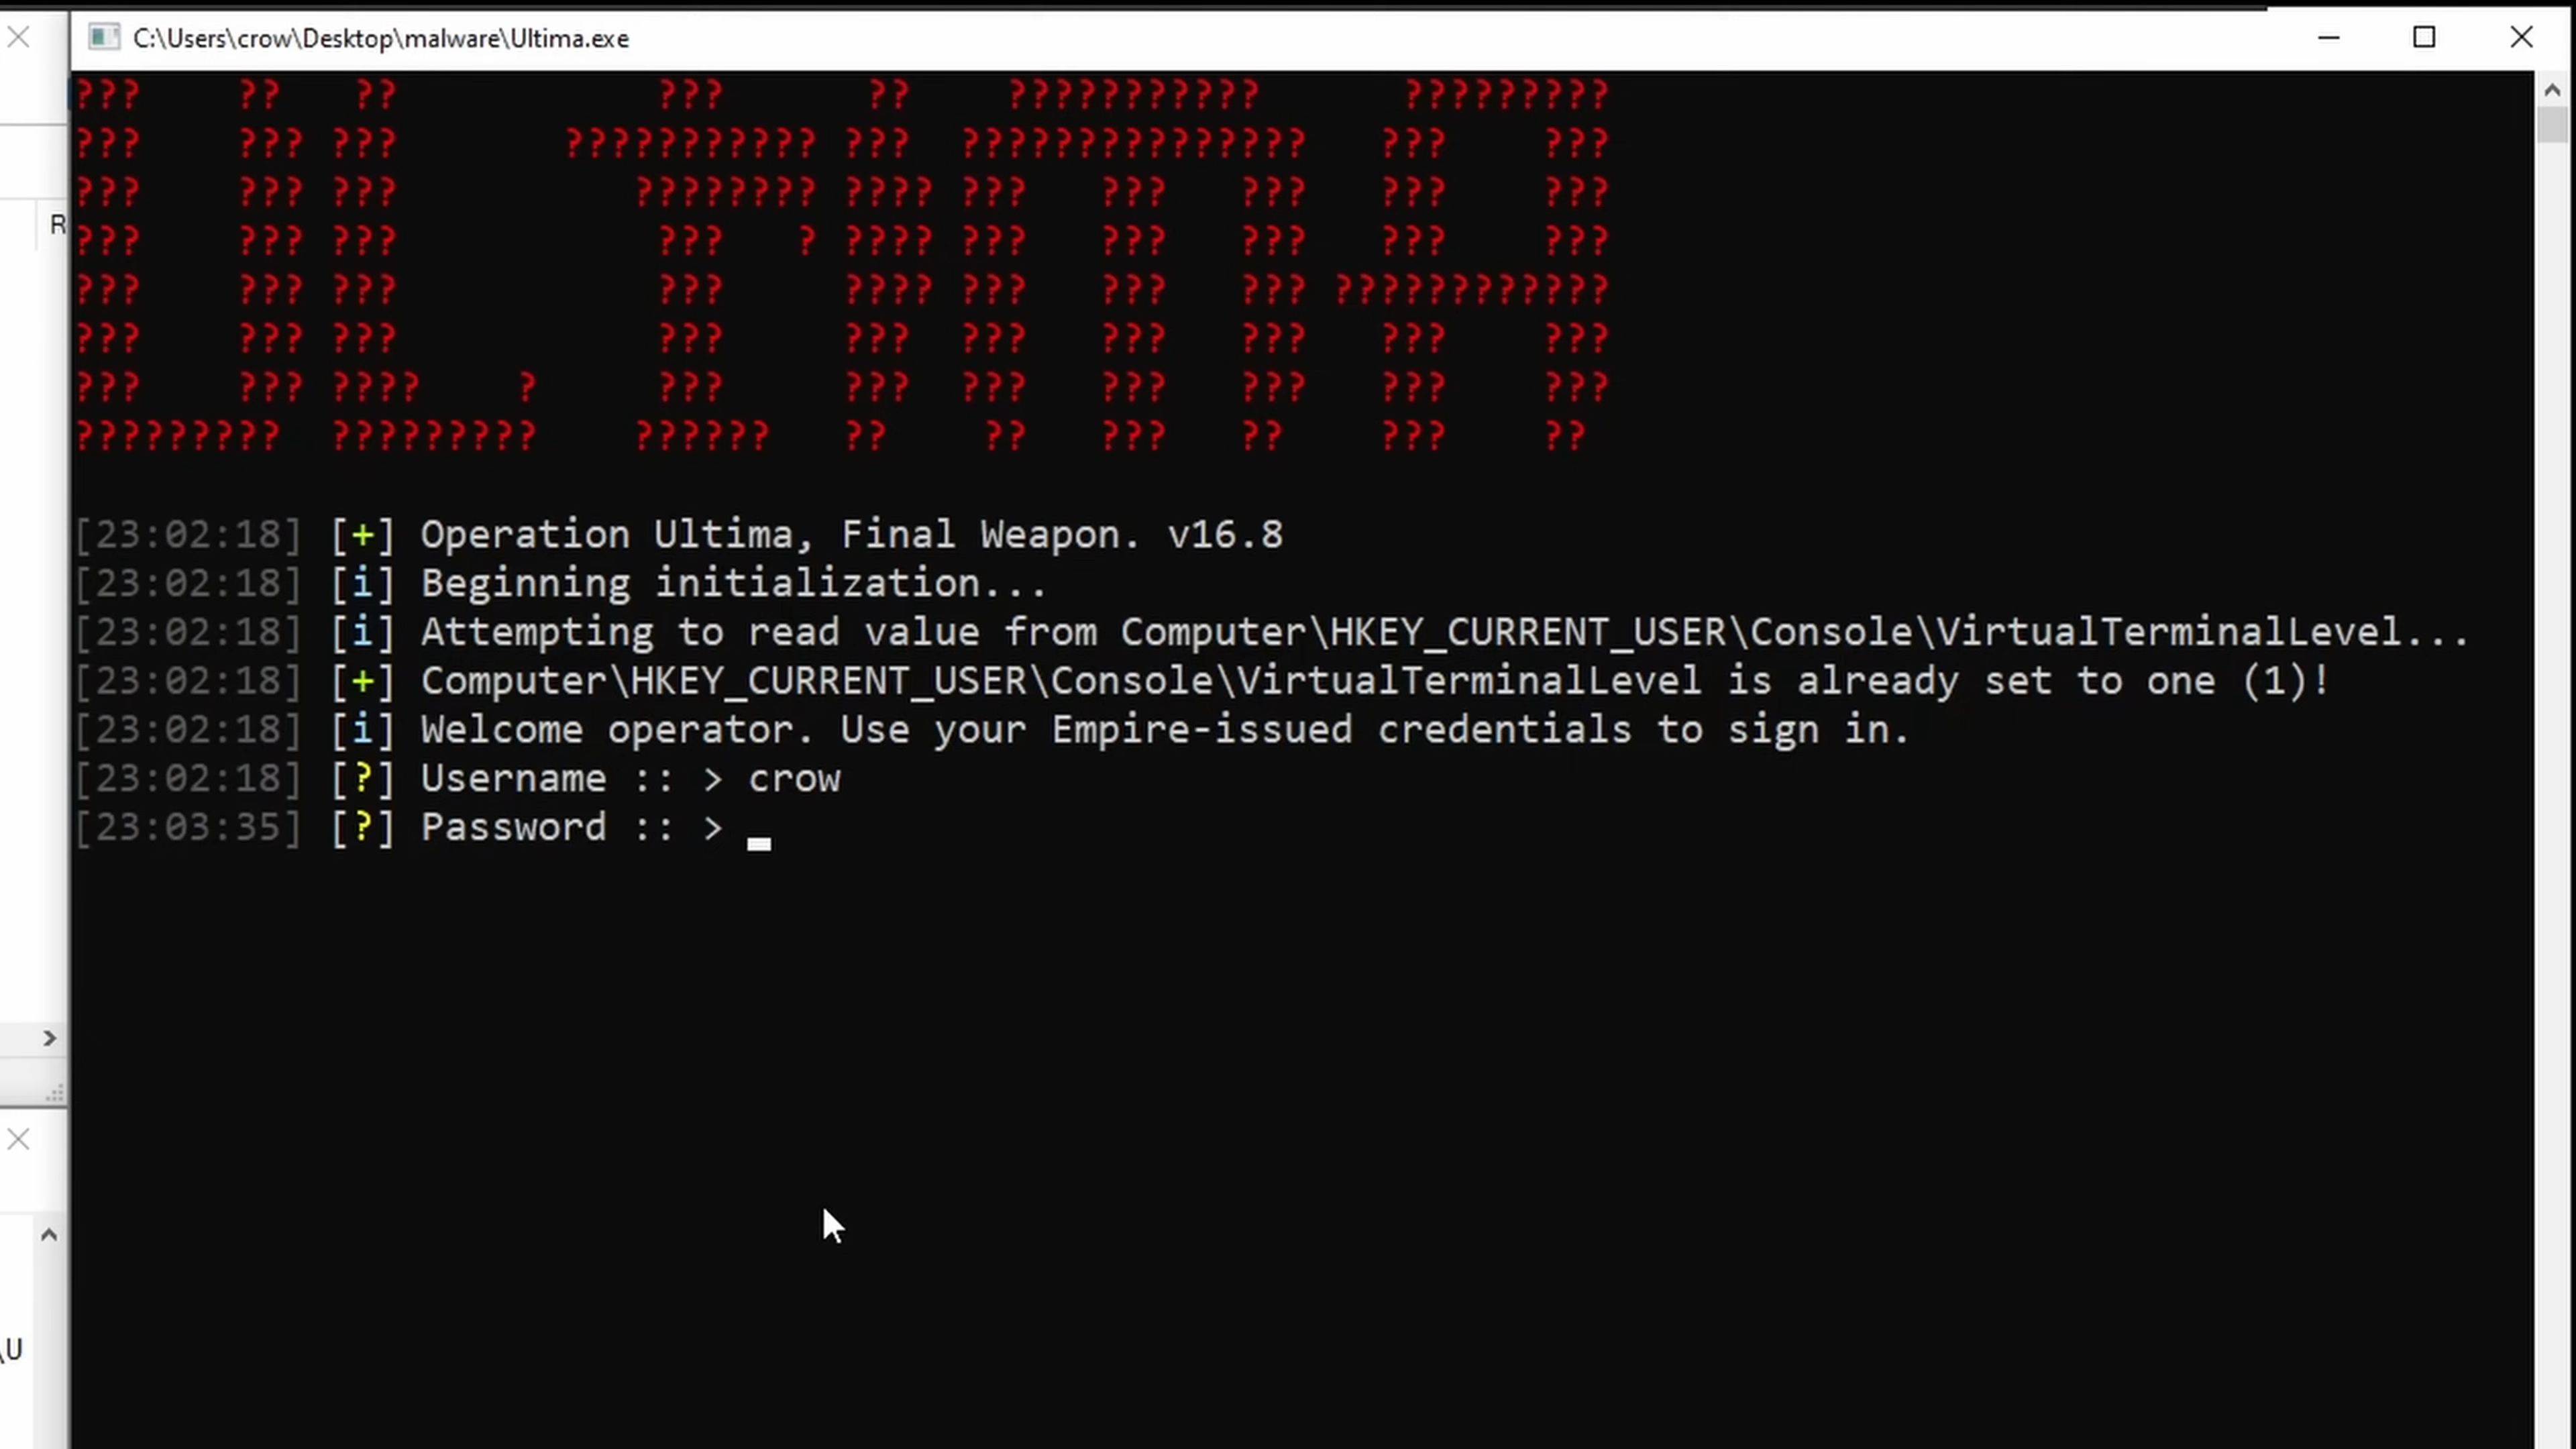 C:\Users\crow\Desktop\malware\Ultima.exe
??? ?? ?? ??? ?? ??????????? ?????????
??? ??? ??? ??????????? ??? ??????????????? ??? ???
??? ??? ??? ???????? ???? ??? ??? ??? ??? ???
??? ??? ??? ??? ? ???? ??? ??? ??? ??? ???
??? ??? ??? ??? ???? ??? ??? ??? ????????????
??? ??? ??? ??? ??? ??? ??? ??? ??? ???
??? ??? ???? ? ??? ??? ??? ??? ??? ??? ???
????????? ????????? ?????? ?? ?? ??? ?? ??? ??
R
[23:02:18] [+] Operation Ultima, Final Weapon. v16.8
[23:02:18] [i] Beginning initialization...
[23:02:18] [i] Attempting to read value from Computer\HKEY_CURRENT_USER\Console\VirtualTerminalLevel...
[23:02:18] [+] Computer\HKEY_CURRENT_USER\Console\VirtualTerminalLevel is already set to one (1)!
[23:02:18] [i] Welcome operator. Use your Empire-issued credentials to sign in.
[23:02:18] [?] Username :: > crow
[23:03:35] [?] Password :: > _
\U